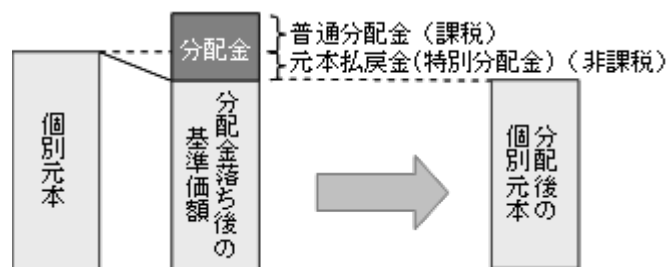 分配金
普通分配金（課税）
元本払戻金(特別分配金)（非課税）
個別元本
分配金落ち後の
基準価額
分配後の
個別元本